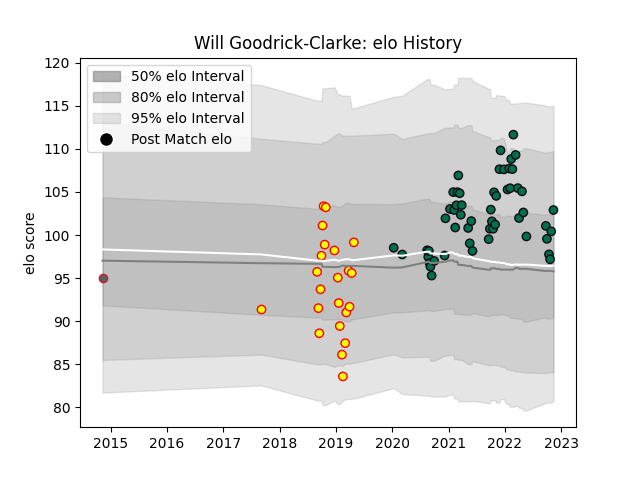 Will Goodrick-Clarke: elo History
50% elo Interval
80% elo Interval
95% elo Interval
Post Match elo
elo score
120
115
110
105
100
95
90
85
80
2015 2016 2017 2018 2019 2020 2021 2022 2023